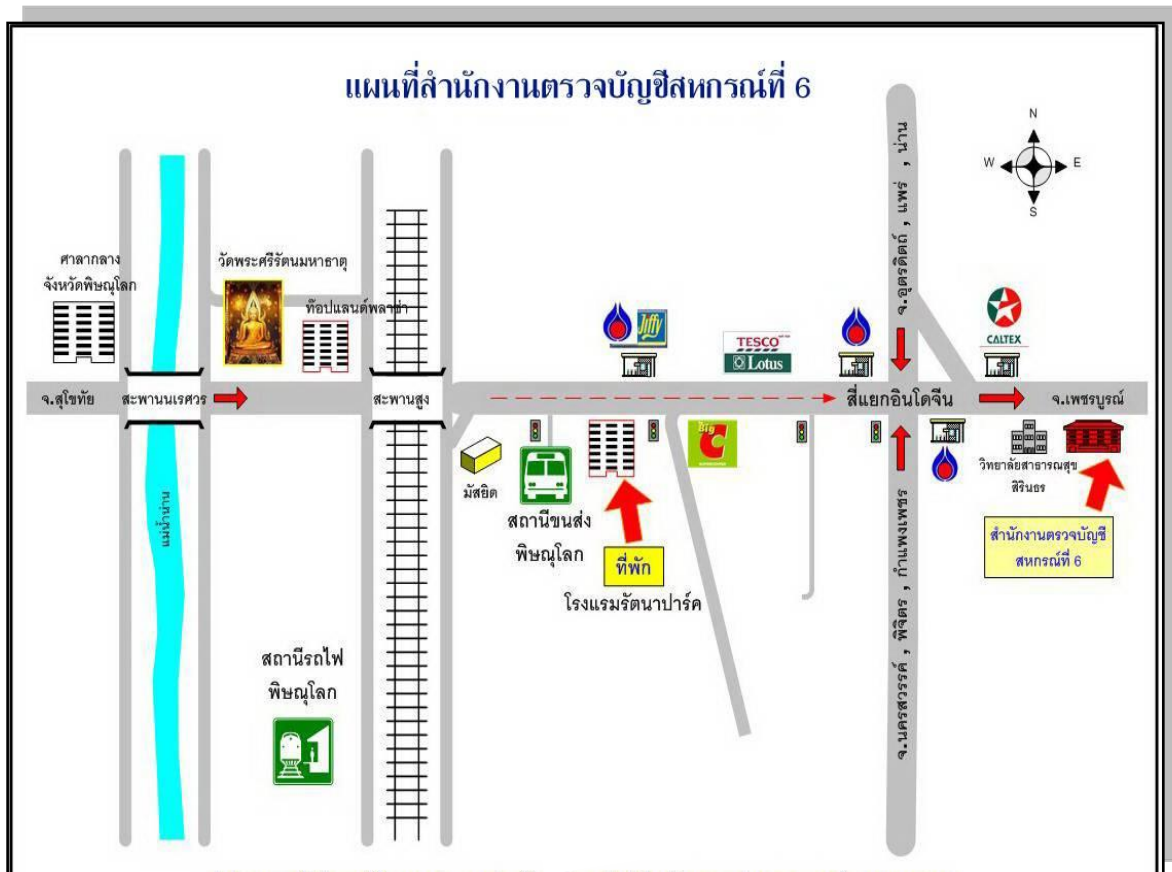 แผนที่สำนักงานตรวจบัญชีสหกรณ์ที่ 6
N
W
E
S
จ.อุตรดิตถ์ , แพร่ , น่าน
ศาลากลาง
จังหวัดพิษณุโลก
วัดพระศรีรัตนมหาธาตุ
ท๊อปแลนด์พลาซ่า
Jiffy
TESCO
Lotus
CALTEX
จ.สุโขทัย
สะพานนเรศวร
สะพานสูง
สี่แยกอินโดจีน
จ.เพชรบูรณ์
Big
C
มัสยิด
สถานีขนส่ง
พิษณุโลก
ที่พัก
โรงแรมรัตนาปาร์ค
วิทยาลัยสาธารณสุข
สิรินธร
สำนักงานตรวจบัญชี
สหกรณ์ที่ 6
แม่น้ำน่าน
จ.นครสวรรค์ , พิจิตร , กำแพงเพชร
สถานีรถไฟ
พิษณุโลก